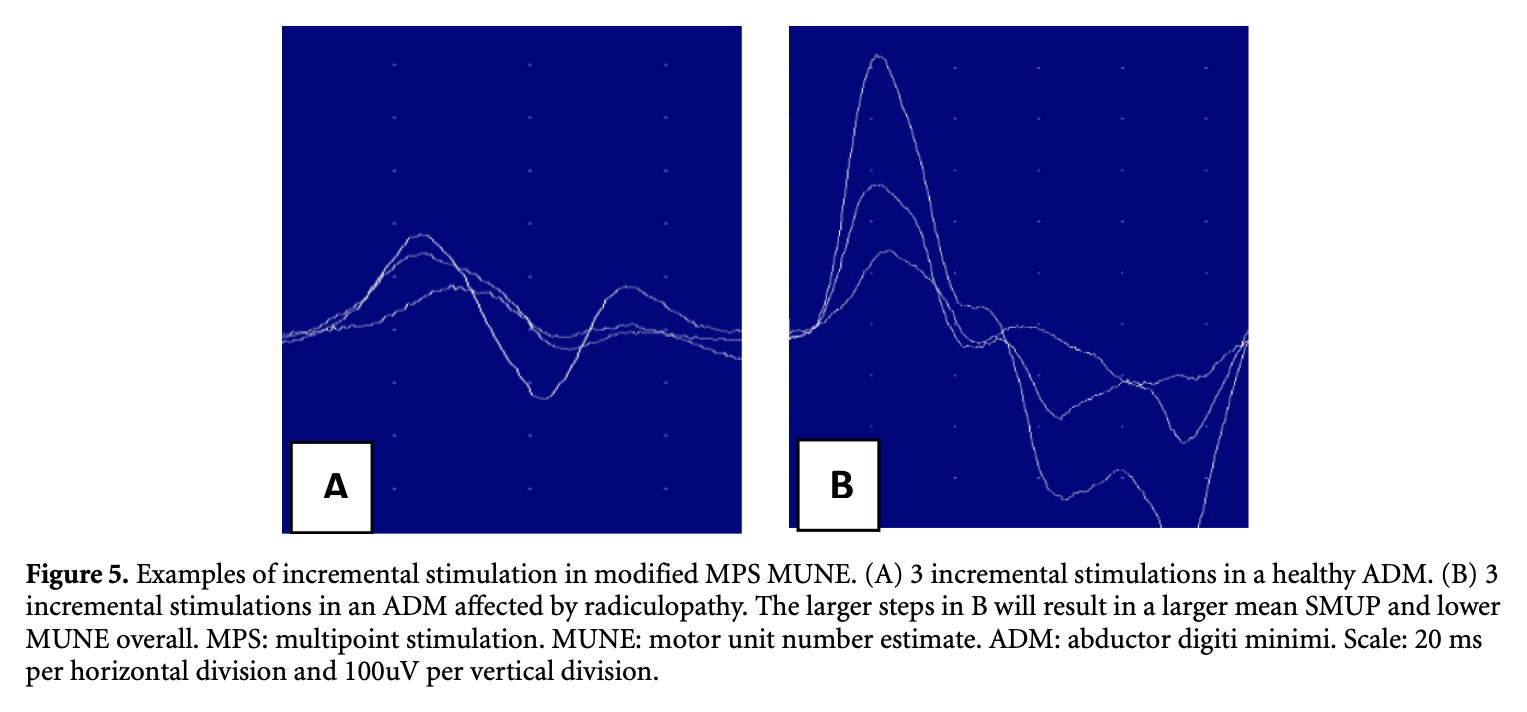 A
B
Figure 5. Examples of incremental stimulation in modified MPS MUNE. (A) 3 incremental stimulations in a healthy ADM. (B) 3
incremental stimulations in an ADM affected by radiculopathy. The larger steps in B will result in a larger mean SMUP and lower
MUNE overall. MPS: multipoint stimulation. MUNE: motor unit number estimate. ADM: abductor digiti minimi. Scale: 20 ms
per horizontal division and 100uV per vertical division.